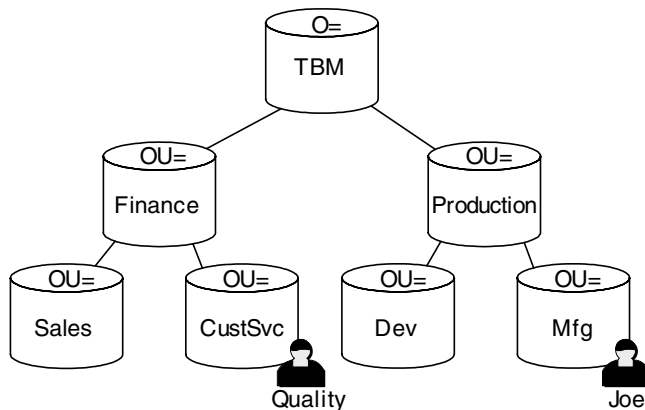 O=
TBM
OU=
Finance
OU=
Production
OU=
Sales
OU=
CustSvc
OU=
Dev
OU=
Mfg
Quality
Joe